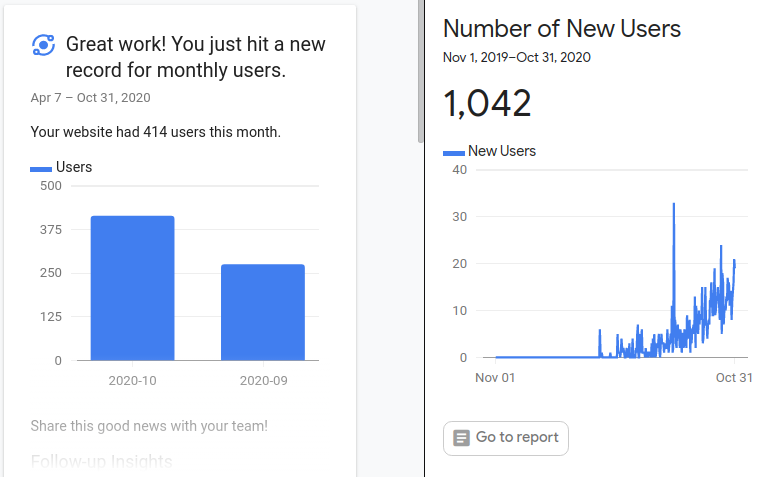 Great work! You just hit a new
record for monthly users.
Apr 7 – Oct 31, 2020
Your website had 414 users this month.
Users
500
375
250
125
0
2020-10
2020-09
Share this good news with your team!
Follow-up Insights
Number of New Users
Nov 1, 2019–Oct 31, 2020
1,042
New Users
40
30
20
10
0
Nov 01
Oct 31
Go to report